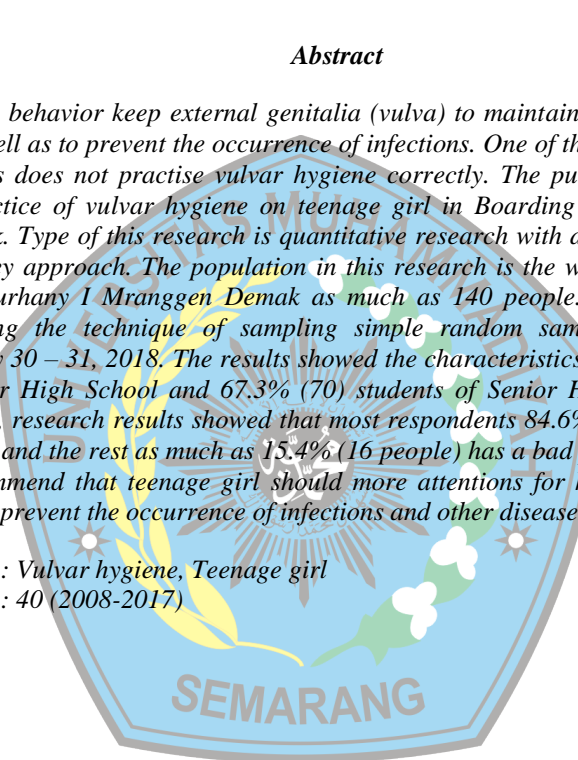 Abstract
behavior keep external genitalia (vulva) to maintain
ell as to prevent the occurrence of infections. One of th
s does not practise vulvar hygiene correctly. The pu
ctice of vulvar hygiene on teenage girl in Boarding
k. Type of this research is quantitative research with a
ey approach. The population in this research is the w
urhany I Mranggen Demak as much as 140 people.
ng the technique of sampling simple random sam
y 30 – 31, 2018. The results showed the characteristics
r High School and 67.3% (70) students of Senior H
, research results showed that most respondents 84.6%
and the rest as much as 15.4% (16 people) has a bad
mmend that teenage girl should more attentions for
prevent the occurrence of infections and other disease
: Vulvar hygiene, Teenage girl
: 40 (2008-2017)
UNIVERSITAS MUHAMMADIYAH
SEMARANG